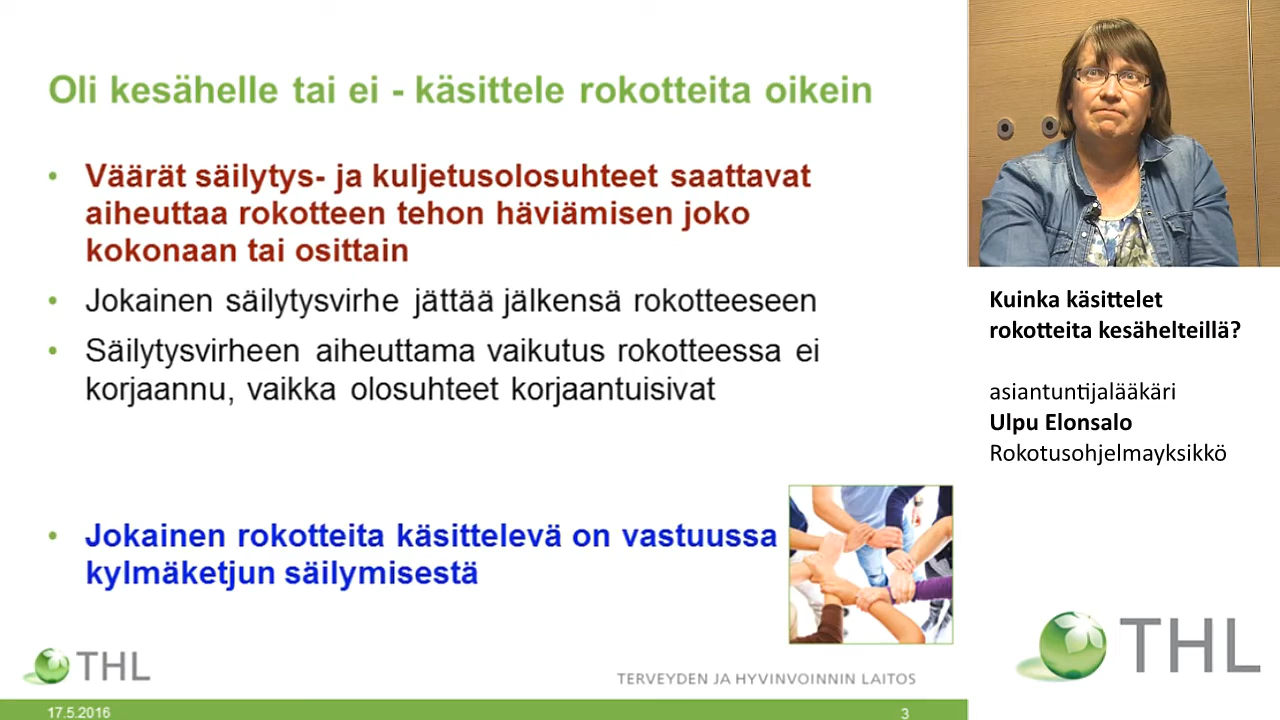 Oli kesähelle tai ei - käsittele rokotteita oikein
Väärät säilytys- ja kuljetusolosuhteet saattavat
aiheuttaa rokotteen tehon häviämisen joko
kokonaan tai osittain
Jokainen säilytysvirhe jättää jälkensä rokotteeseen
Säilytysvirheen aiheuttama vaikutus rokotteessa ei
korjaannu, vaikka olosuhteet korjaantuisivat
Jokainen rokotteita käsittelevä on vastuussa
kylmäketjun säilymisestä
THL
TERVEYDEN JA HYVINVOINNIN LAITOS
17.5.2016
3
Kuinka käsittelet
rokotteita kesähelteillä?
asiantuntijalääkäri
Ulpu Elonsalo
Rokotusohjelmayksikkö
THL